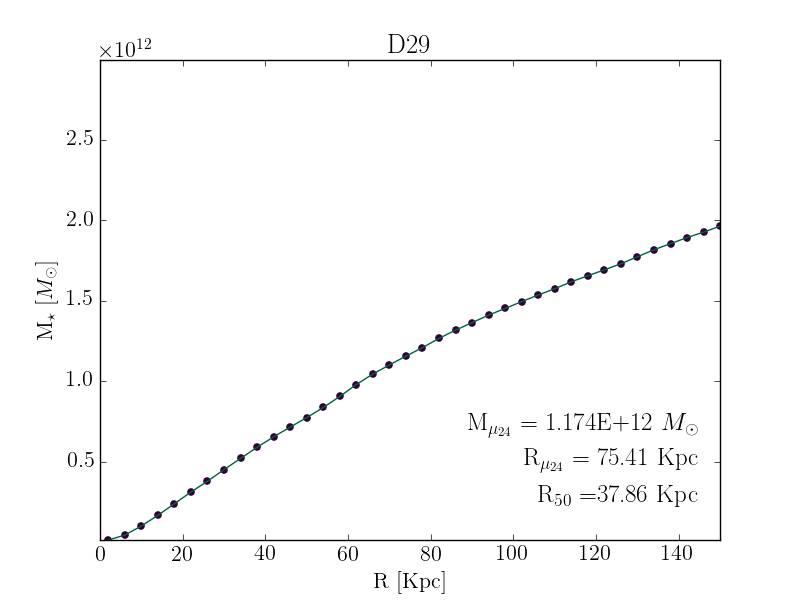 D29
×10¹²
2.5
2.0
1.5
1.0
0.5
M⋆ [M☉]
M_μ24 = 1.174E+12 M☉
R_μ24 = 75.41 Kpc
R₅₀ =37.86 Kpc
0 20 40 60 80 100 120 140
R [Kpc]